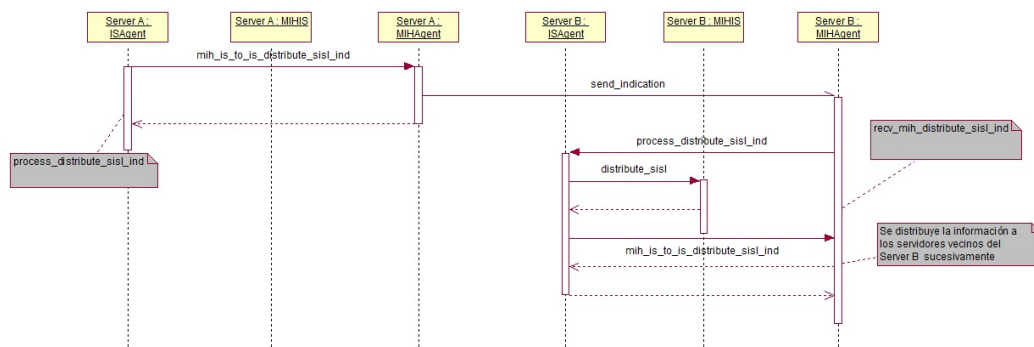 Server A :
ISAgent
Server A : MIHIS
Server A :
MIHAgent
Server B :
ISAgent
Server B : MIHIS
Server B :
MIHAgent
mih_is_to_is_distribute_sisl_ind
send_indication
recv_mih_distribute_sisl_ind
process_distribute_sisl_ind
process_distribute_sisl_ind
distribute_sisl
Se distribuye la información a
los servidores vecinos del
Server B sucesivamente
mih_is_to_is_distribute_sisl_ind